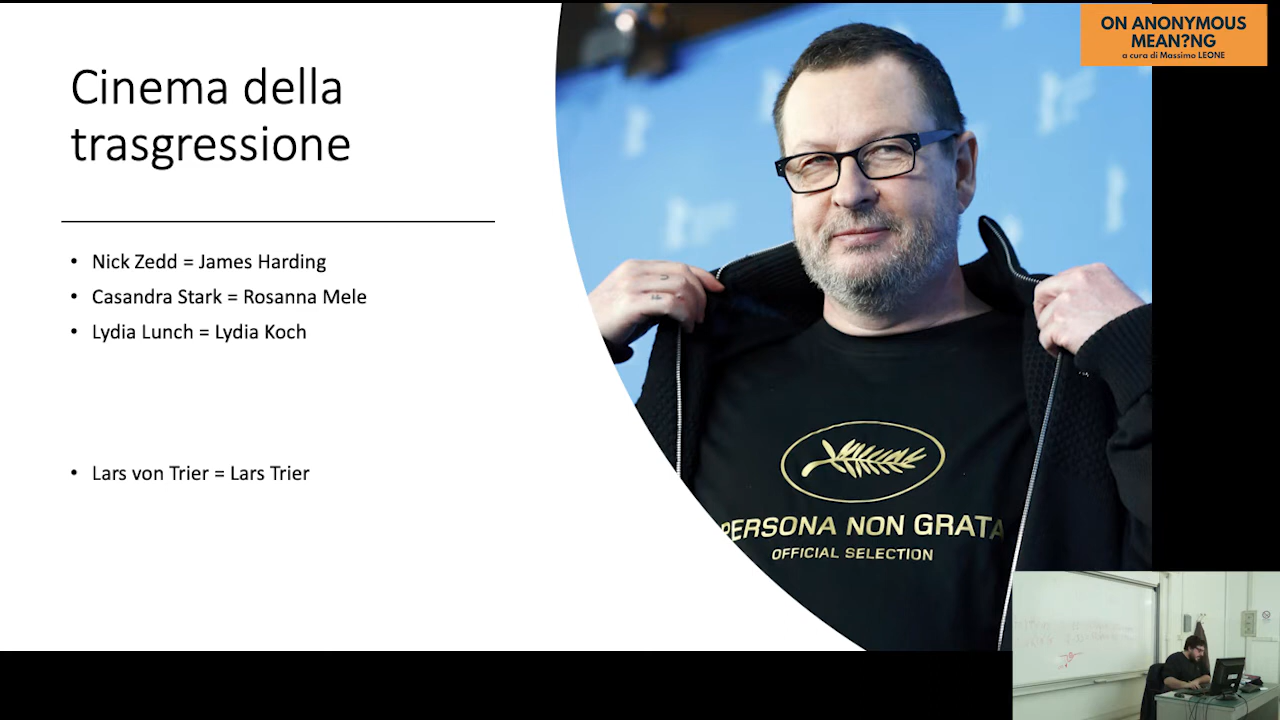 Cinema della
trasgressione
• Nick Zedd = James Harding
• Casandra Stark = Rosanna Mele
• Lydia Lunch = Lydia Koch
• Lars von Trier = Lars Trier
ON ANONYMOUS
MEAN?NG
a cura di Massimo LEONE
PERSONA NON GRATA
OFFICIAL SELECTION